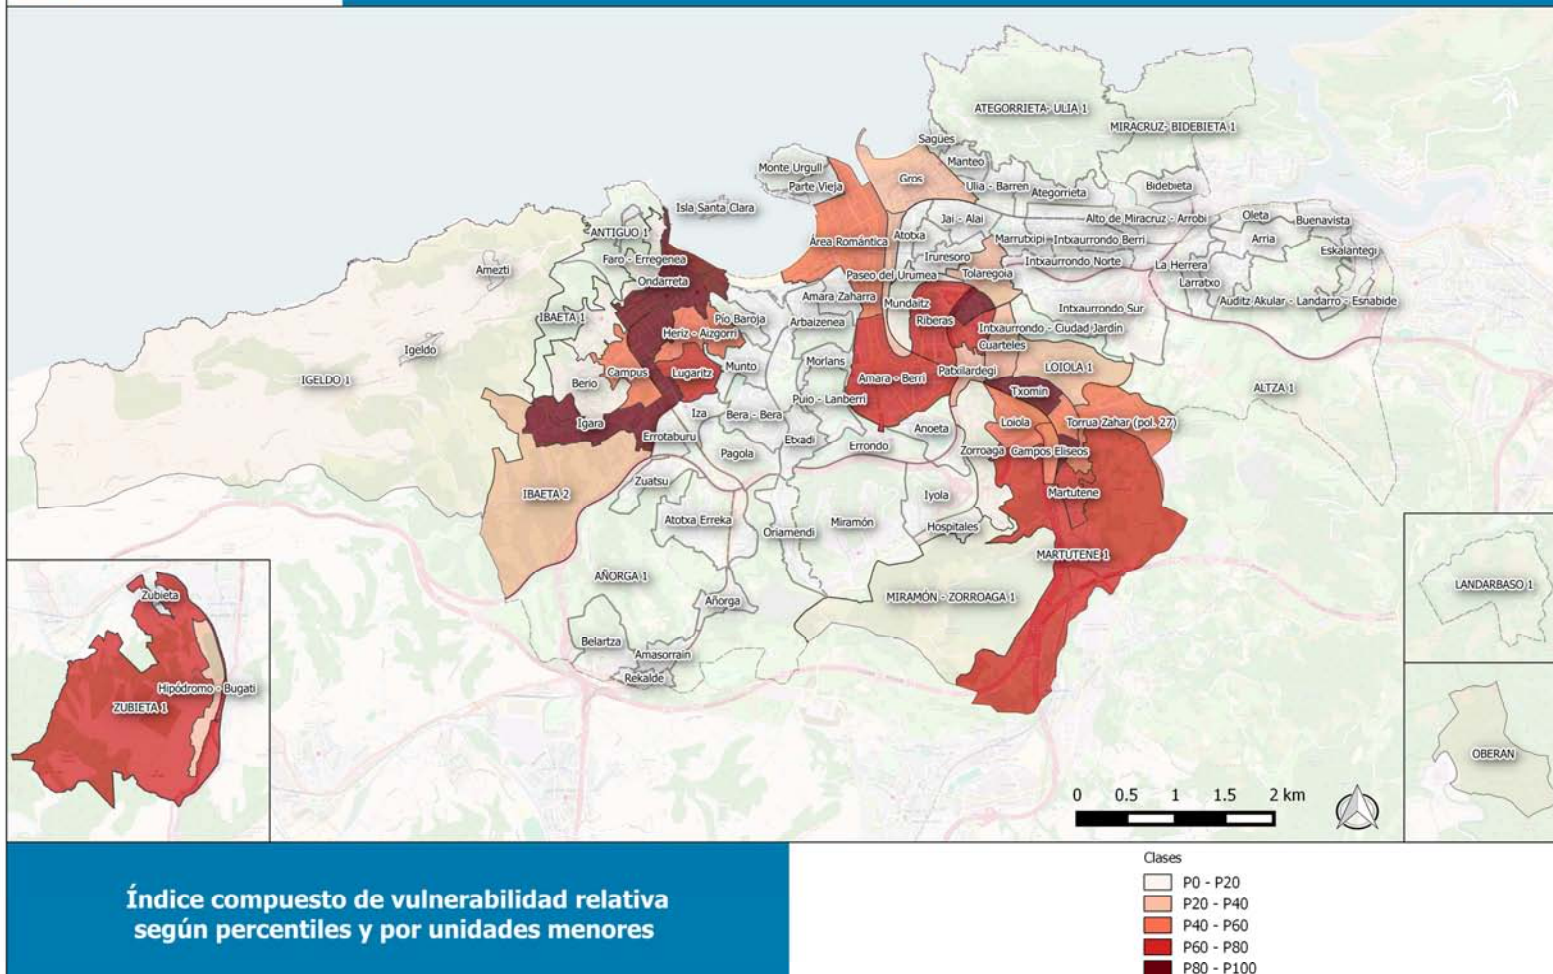 ATEGORRIETA- ULIA 1
MIRACRUZ- BIDEBIETA 1
Sagües
Manteo
Monte Urgull
Parte Vieja
Gros
Ulia - Barren
Ategorrieta
Bidebieta
Isla Santa Clara
Jai - Alai
Alto de Miracruz - Arrobi
Oleta
Buenavista
ANTIGUO 1
Área Romántica
Atotxa
Marrutxipi
Intxaurrondo Berri
Arria
Eskalantegi
Faro - Erregenea
Iruresoro
Intxaurrondo Norte
La Herrera
Amezti
Ondarreta
Paseo del Urumea
Tolaregoia
Larratxo
Amara Zaharra
Mundaitz
Intxaurrondo Sur
Auditz Akular - Landarro - Esnabide
IBAETA 1
Pío Baroja
Arbaizenea
Riberas
Intxaurrondo - Ciudad Jardín
Heriz - Aizgorri
Cuarteles
Igeldo
Munto
Morlans
IGELDO 1
Berio
Campus
Lugaritz
Amara - Berri
Patxilardegi
LOIOLA 1
ALTZA 1
Txomin
Puio - Lanberri
Igara
Iza
Bera - Bera
Loiola
Torrua Zahar (pol. 27)
Errotaburu
Etxadi
Errondo
Anoeta
Pagola
Zorroaga
Campos Eliseos
Zuatsu
IBAETA 2
Iyola
Martutene
Atotxa Erreka
Oriamendi
Miramón
Hospitales
MARTUTENE 1
AÑORGA 1
Añorga
MIRAMÓN - ZORROAGA 1
LANDARBASO 1
Zubieta
Belartza
Amasorrain
Rekalde
Hipódromo - Bugati
ZUBIETA 1
OBERAN
0 0.5 1 1.5 2 km
Índice compuesto de vulnerabilidad relativa
según percentiles y por unidades menores
Clases
P0 - P20
P20 - P40
P40 - P60
P60 - P80
P80 - P100